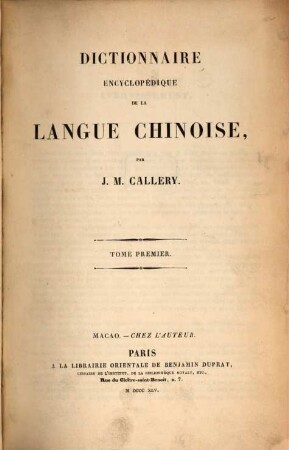 DICTIONNAIRE
ENCYCLOPÉDIQUE
DE LA
LANGUE CHINOISE,
PAR
J. M. CALLERY.
TOME PREMIER.
MACAO. — CHEZ L'AUTEUR.
PARIS
A LA LIBRAIRIE ORIENTALE DE BENJAMIN DUPRAT,
LIBRAIRE DE L'INSTITUT, DE LA BIBLIOTHÈQUE ROYALE, ETC.,
Rue du Cloître-saint-Benoît, n. 7.
M DCCC XLV.